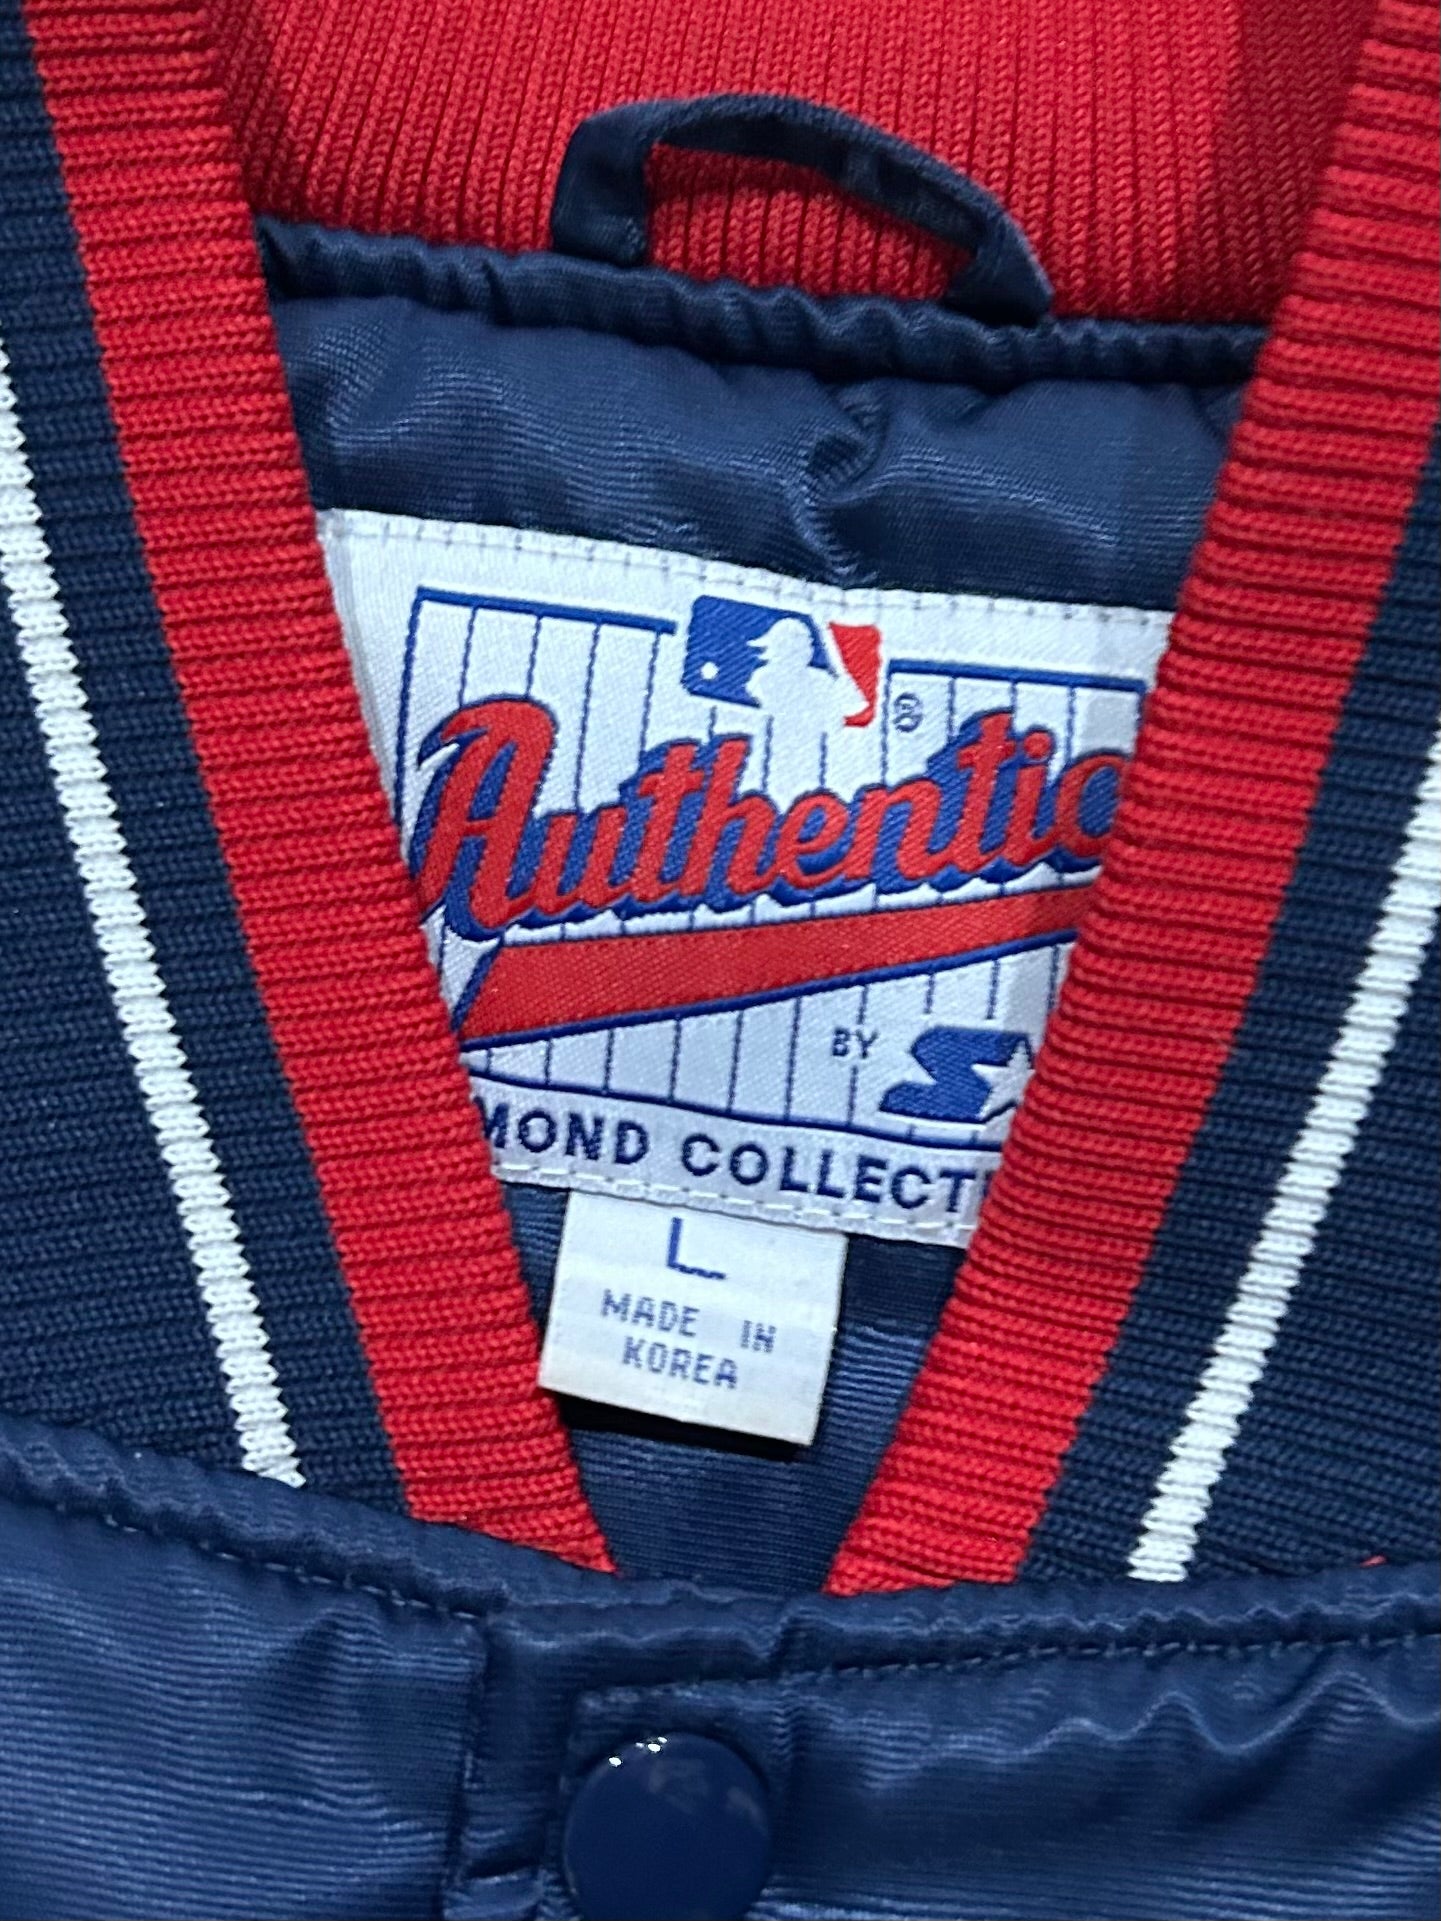 ®
Authentic
BY
MOND COLLECT
L
MADE IN
KOREA